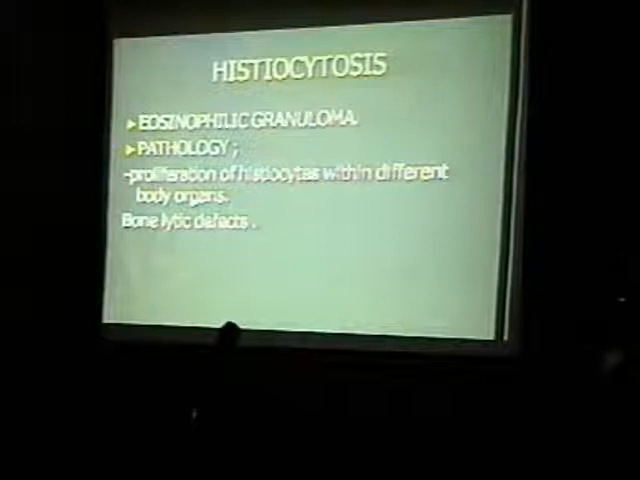 HISTIOCYTOSIS
EOSINOPHILIC GRANULOMA.
PATHOLOGY ;
-proliferation of histiocytes within different
body organs.
Bone lytic defects .